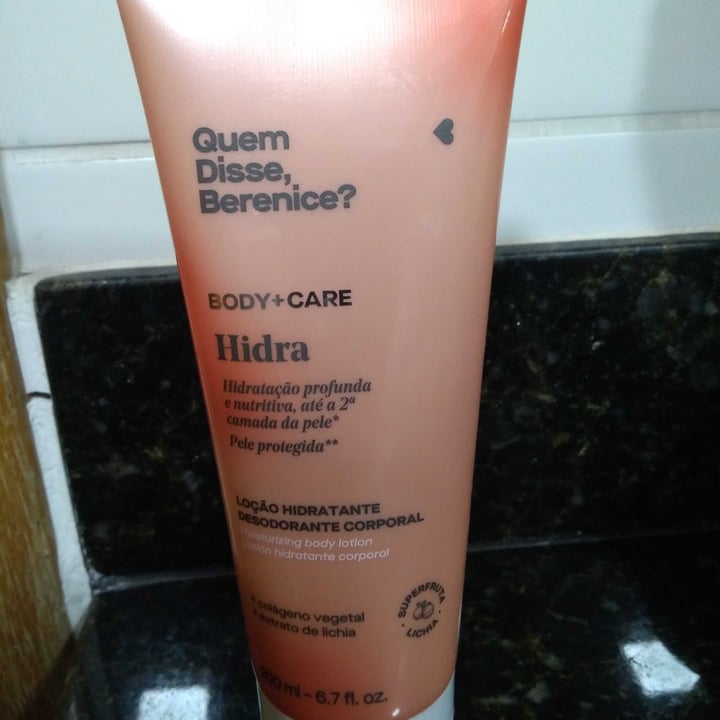 Quem
Disse,
Berenice?
BODY+CARE
Hidra
Hidratação profunda
e nutritiva, até a 2ª
camada da pele*
Pele protegida**
LOÇÃO HIDRATANTE
DESODORANTE CORPORAL
Moisturizing body lotion
Loción hidratante corporal
+ colágeno vegetal
+ extrato de lichia
SUPERFRUTA
LICHIA
200 ml - 6.7 fl. oz.